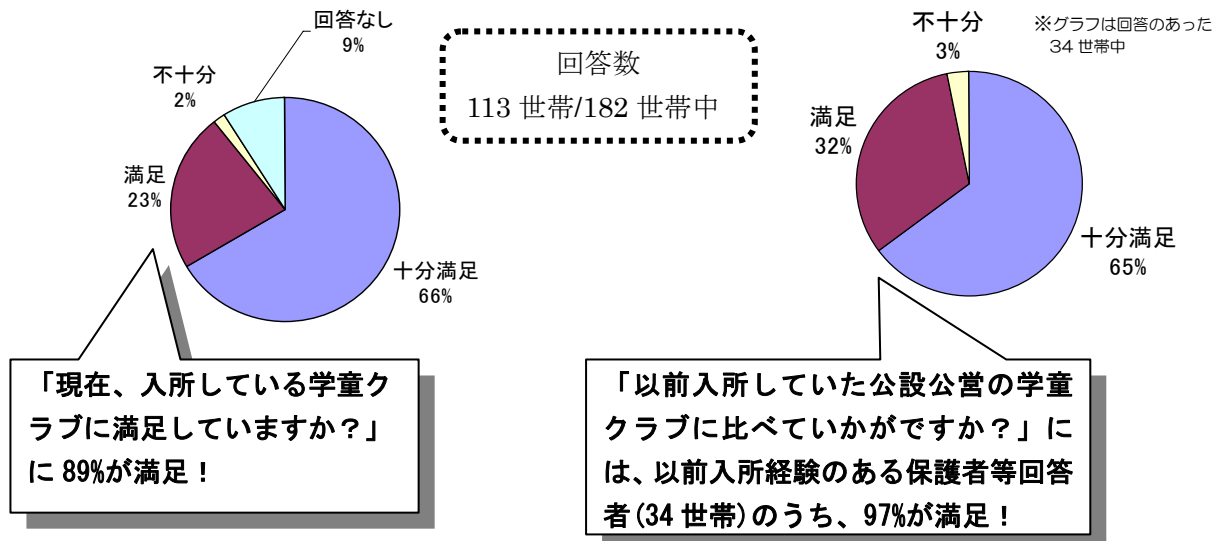 回答なし
9%
不十分
2%
満足
23%
十分満足
66%
回答数
113 世帯/182 世帯中
不十分
3%
※グラフは回答のあった
34 世帯中
満足
32%
十分満足
65%
「現在、入所している学童ク
ラブに満足していますか？」
に 89%が満足！
「以前入所していた公設公営の学童
クラブに比べていかがですか？」に
は、以前入所経験のある保護者等回答
者(34 世帯)のうち、97%が満足！